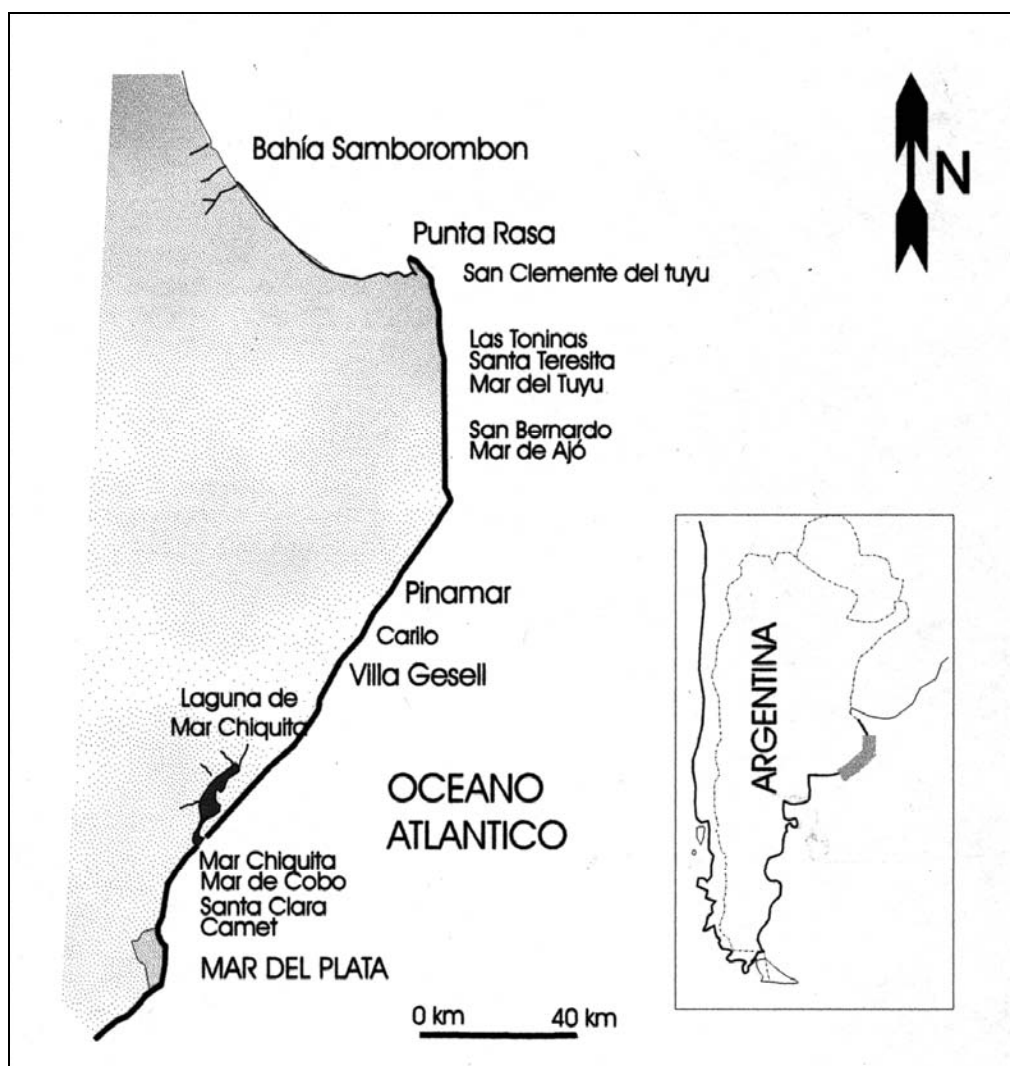 Bahía Samborombon
N
Punta Rasa
San Clemente del tuyu
Las Toninas
Santa Teresita
Mar del Tuyu
San Bernardo
Mar de Ajó
Pinamar
Carilo
Villa Gesell
Laguna de
Mar Chiquita
OCEANO
ATLANTICO
Mar Chiquita
Mar de Cobo
Santa Clara
Camet
MAR DEL PLATA
0 km 40 km
ARGENTINA